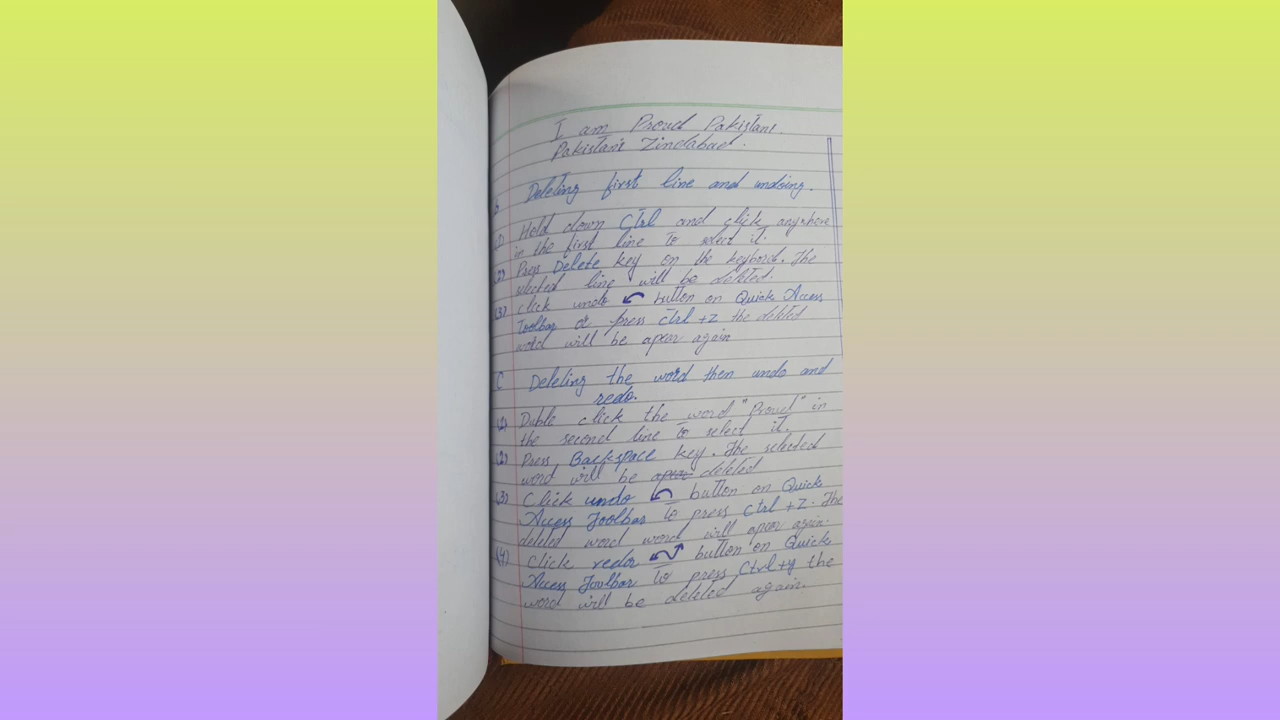 I am Proud Pakistani.
Pakistani Zindabad.
b Deleting first line and undoing.
(1) Hold down Ctrl and click anywhere
in the first line to select it.
(2) Press Delete key on the keybord. The
selected line will be deleted.
(3) Click undo ↶ button on Quick Access
Toolbar or press Ctrl +Z the deleted
word will be apear again
C Deleting the word then undo and
redo.
(1) Duble click the word "Proud" in
the second line to select it.
(2) Press Backspace key. The selected
word will be apear deleted
(3) Click undo ↶ button on Quick
Access Toolbar to press Ctrl +Z. The
deleted word word will apear again.
(4) Click redo button on Quick
Access Toolbar to press Ctrl+y the
word will be deleted again.